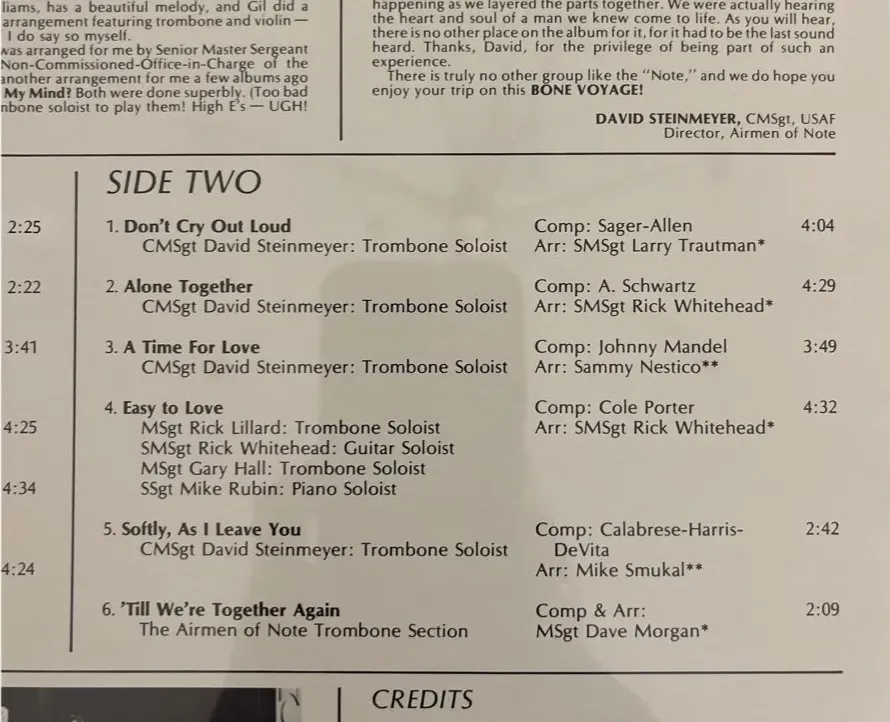 liams, has a beautiful melody, and Gil did a
arrangement featuring trombone and violin —
I do say so myself.
was arranged for me by Senior Master Sergeant
Non-Commissioned-Office-in-Charge of the
another arrangement for me a few albums ago
My Mind? Both were done superbly. (Too bad
nbone soloist to play them! High E's — UGH!
happening as we layered the parts together. We were actually hearing
the heart and soul of a man we knew come to life. As you will hear,
there is no other place on the album for it, for it had to be the last sound
heard. Thanks, David, for the privilege of being part of such an
experience.
There is truly no other group like the "Note," and we do hope you
enjoy your trip on this BONE VOYAGE!
DAVID STEINMEYER, CMSgt, USAF
Director, Airmen of Note
2:25
2:22
3:41
4:25
4:34
4:24
SIDE TWO
1. Don't Cry Out Loud Comp: Sager-Allen 4:04
CMSgt David Steinmeyer: Trombone Soloist Arr: SMSgt Larry Trautman*
2. Alone Together Comp: A. Schwartz 4:29
CMSgt David Steinmeyer: Trombone Soloist Arr: SMSgt Rick Whitehead*
3. A Time For Love Comp: Johnny Mandel 3:49
CMSgt David Steinmeyer: Trombone Soloist Arr: Sammy Nestico**
4. Easy to Love Comp: Cole Porter 4:32
MSgt Rick Lillard: Trombone Soloist Arr: SMSgt Rick Whitehead*
SMSgt Rick Whitehead: Guitar Soloist
MSgt Gary Hall: Trombone Soloist
SSgt Mike Rubin: Piano Soloist
5. Softly, As I Leave You Comp: Calabrese-Harris- 2:42
CMSgt David Steinmeyer: Trombone Soloist DeVita
Arr: Mike Smukal**
6. 'Till We're Together Again Comp & Arr: 2:09
The Airmen of Note Trombone Section MSgt Dave Morgan*
CREDITS